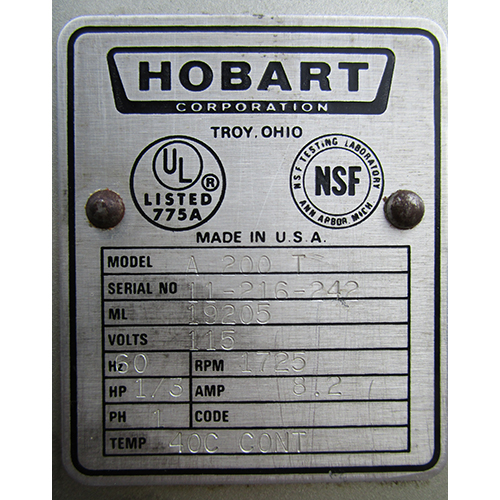 HOBART
CORPORATION
TROY, OHIO
UL
®
LISTED
775A
NSF TESTING LABORATORY
NSF
ANN ARBOR MICH
MADE IN U.S.A.
MODEL A 200 T
SERIAL NO 11-216-242
ML 19205
VOLTS 115
Hz 60 RPM 1725
HP 1/3 AMP 8.2
PH 1 CODE
TEMP 40C CONT